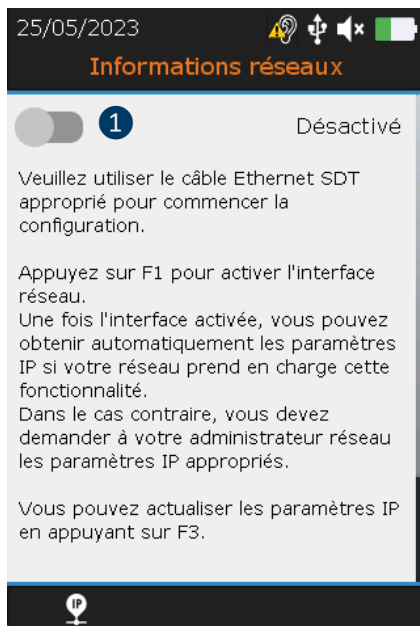 25/05/2023
Informations réseaux
1 Désactivé
Veuillez utiliser le câble Ethernet SDT
approprié pour commencer la
configuration.
Appuyez sur F1 pour activer l'interface
réseau.
Une fois l'interface activée, vous pouvez
obtenir automatiquement les paramètres
IP si votre réseau prend en charge cette
fonctionnalité.
Dans le cas contraire, vous devez
demander à votre administrateur réseau
les paramètres IP appropriés.
Vous pouvez actualiser les paramètres IP
en appuyant sur F3.
IP